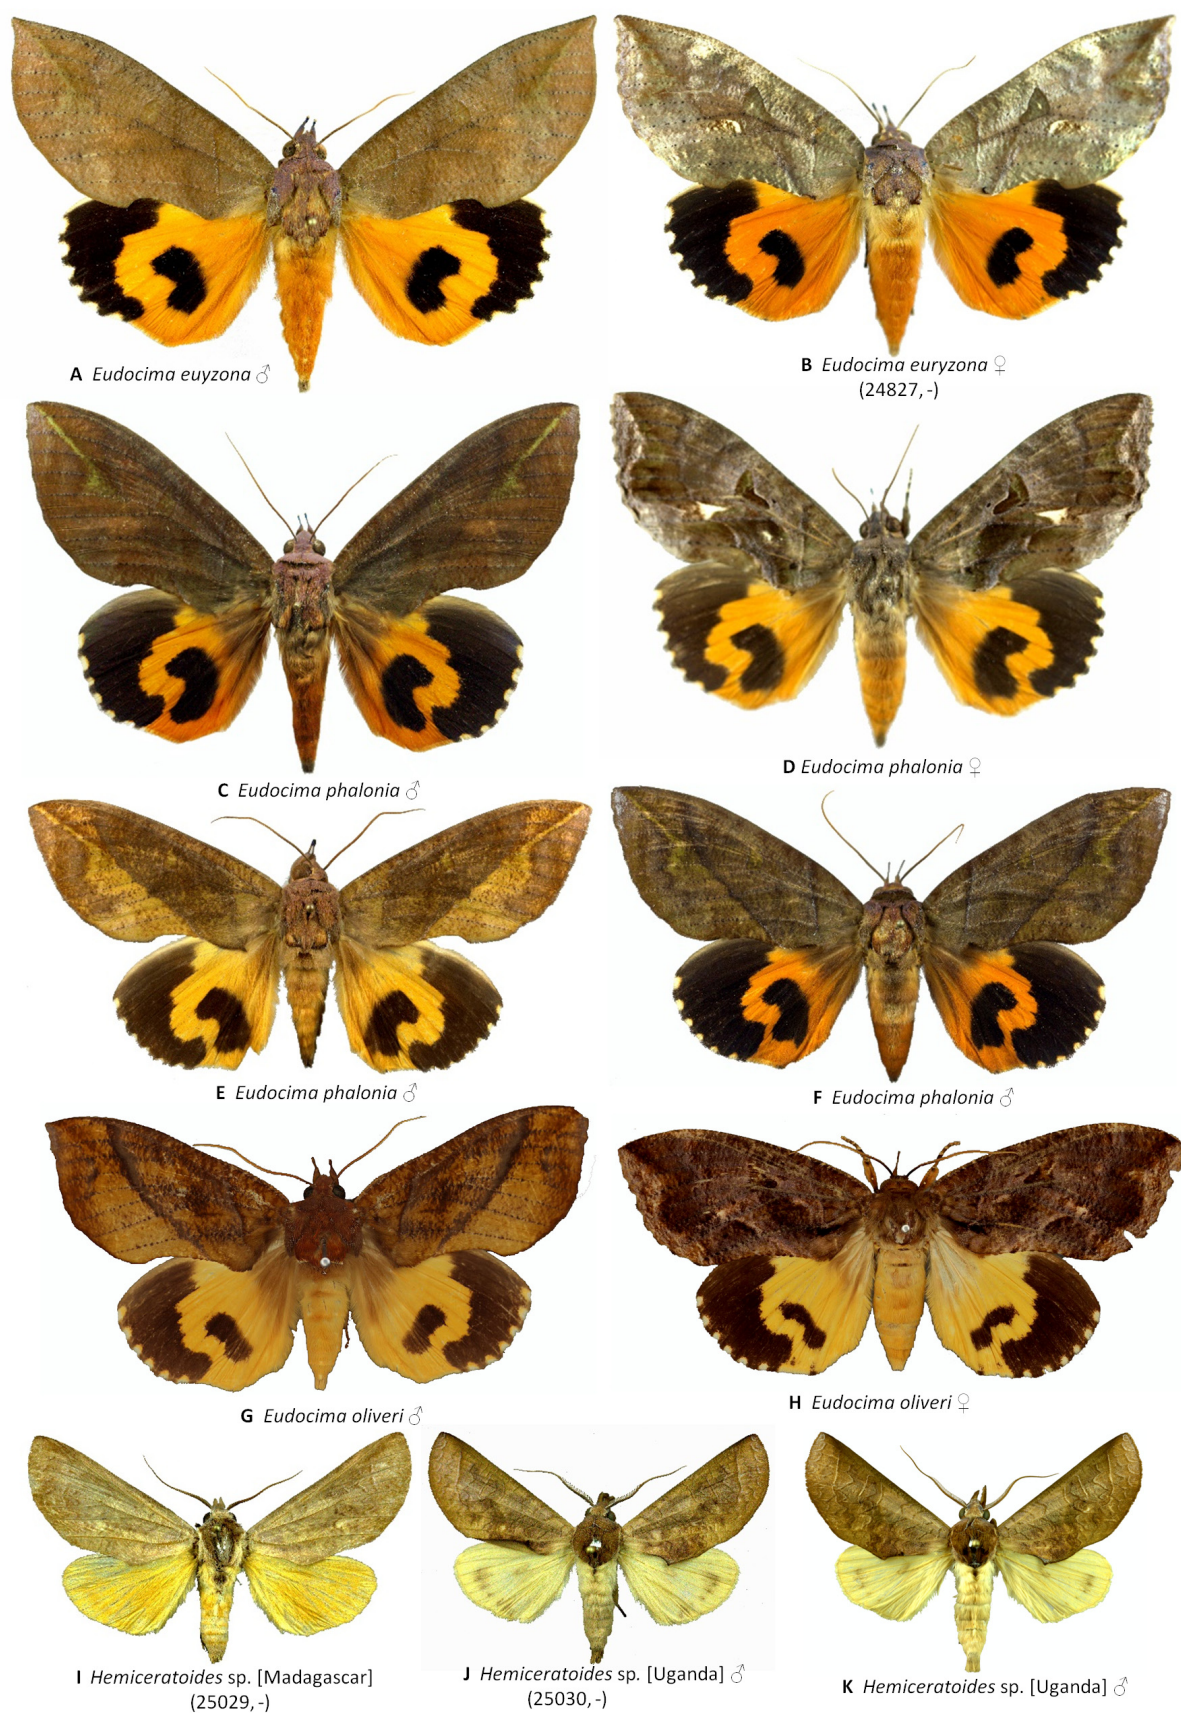 A Eudocima euyzona ♂
B Eudocima euryzona ♀
(24827, -)
C Eudocima phalonia ♂
D Eudocima phalonia ♀
E Eudocima phalonia ♂
F Eudocima phalonia ♂
G Eudocima oliveri ♂
H Eudocima oliveri ♀
I Hemiceratoides sp. [Madagascar]
(25029, -)
J Hemiceratoides sp. [Uganda] ♂
(25030, -)
K Hemiceratoides sp. [Uganda] ♂